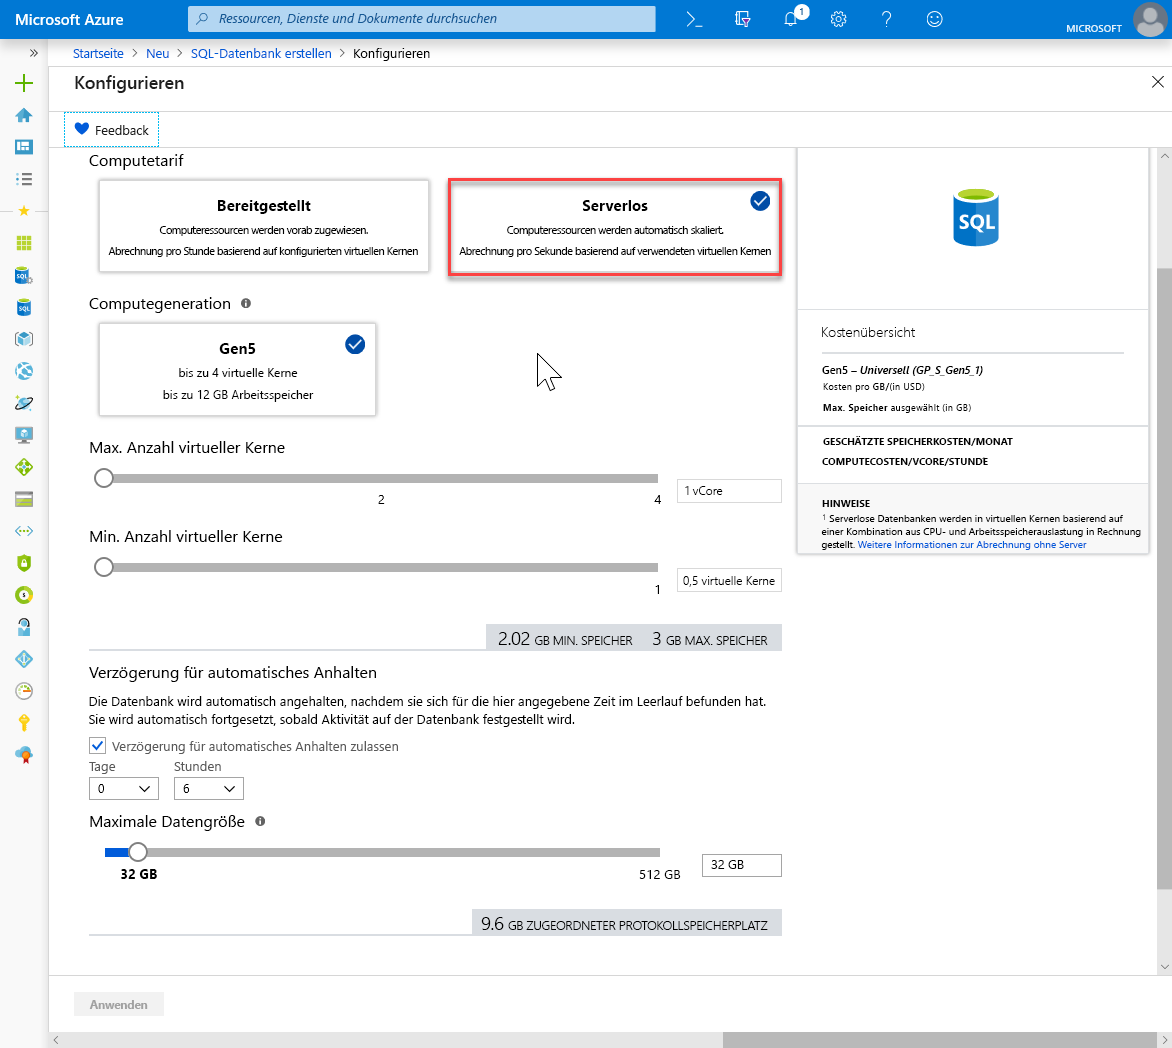 Microsoft Azure
Ressourcen, Dienste und Dokumente durchsuchen
1
MICROSOFT
Startseite > Neu > SQL-Datenbank erstellen > Konfigurieren
Konfigurieren
Feedback
Computetarif
Bereitgestellt
Computeressourcen werden vorab zugewiesen.
Abrechnung pro Stunde basierend auf konfigurierten virtuellen Kernen
Serverlos
Computeressourcen werden automatisch skaliert.
Abrechnung pro Sekunde basierend auf verwendeten virtuellen Kernen
Computegeneration
Gen5
bis zu 4 virtuelle Kerne
bis zu 12 GB Arbeitsspeicher
Max. Anzahl virtueller Kerne
2
4
1 vCore
Min. Anzahl virtueller Kerne
1
0,5 virtuelle Kerne
2.02 GB MIN. SPEICHER 3 GB MAX. SPEICHER
Verzögerung für automatisches Anhalten
Die Datenbank wird automatisch angehalten, nachdem sie sich für die hier angegebene Zeit im Leerlauf befunden hat.
Sie wird automatisch fortgesetzt, sobald Aktivität auf der Datenbank festgestellt wird.
Verzögerung für automatisches Anhalten zulassen
Tage Stunden
0 6
Maximale Datengröße
32 GB
512 GB
32 GB
9.6 GB ZUGEORDNETER PROTOKOLLSPEICHERPLATZ
Anwenden
SQL
Kostenübersicht
Gen5 – Universell (GP_S_Gen5_1)
Kosten pro GB/(in USD)
Max. Speicher ausgewählt (in GB)
GESCHÄTZTE SPEICHERKOSTEN/MONAT
COMPUTECOSTEN/VCORE/STUNDE
HINWEISE
1 Serverlose Datenbanken werden in virtuellen Kernen basierend auf
einer Kombination aus CPU- und Arbeitsspeicherauslastung in Rechnung
gestellt. Weitere Informationen zur Abrechnung ohne Server